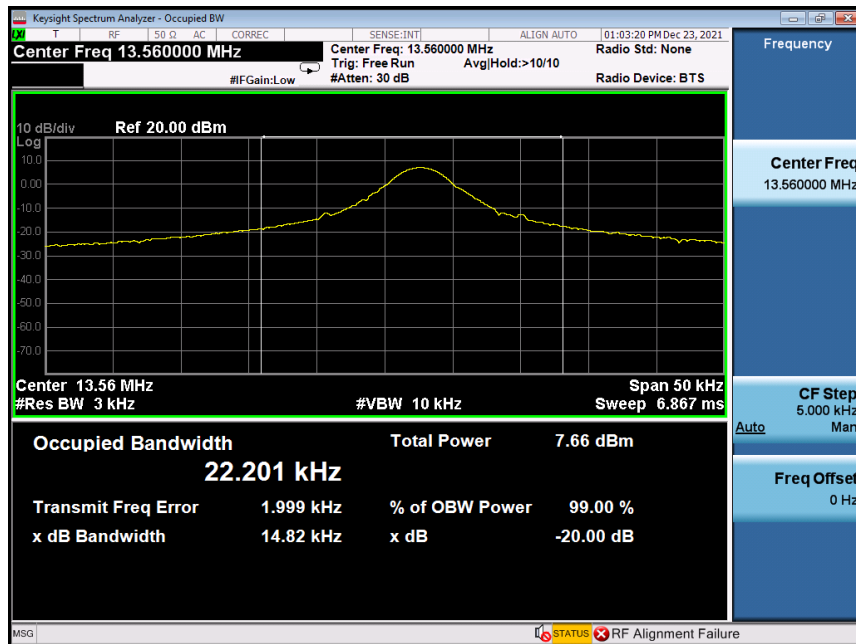 Keysight Spectrum Analyzer - Occupied BW
LXI T RF 50 Ω AC CORREC SENSE:INT ALIGN AUTO 01:03:20 PM Dec 23, 2021
Center Freq 13.560000 MHz
Center Freq: 13.560000 MHz Radio Std: None
Trig: Free Run Avg|Hold:>10/10
#IFGain:Low #Atten: 30 dB Radio Device: BTS
10 dB/div Ref 20.00 dBm
Log
10.0
0.00
-10.0
-20.0
-30.0
-40.0
-50.0
-60.0
-70.0
Center 13.56 MHz Span 50 kHz
#Res BW 3 kHz #VBW 10 kHz Sweep 6.867 ms
Occupied Bandwidth Total Power 7.66 dBm
22.201 kHz
Transmit Freq Error 1.999 kHz % of OBW Power 99.00 %
x dB Bandwidth 14.82 kHz x dB -20.00 dB
Frequency
Center Freq
13.560000 MHz
CF Step
5.000 kHz
Auto Man
Freq Offset
0 Hz
MSG STATUS RF Alignment Failure